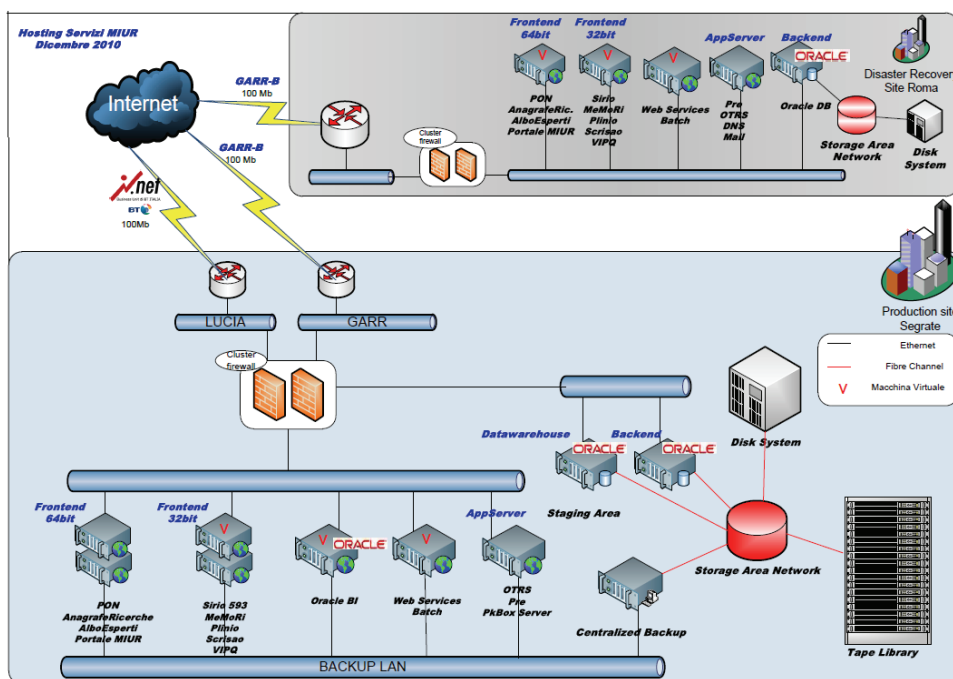 Hosting Servizi MIUR
Dicembre 2010
Internet
GARR-B
100 Mb
GARR-B
100 Mb
.net
BT
100Mb
Cluster
firewall
Frontend
64bit
V
PON
AnagrafeRic.
AlboEsperti
Portale MIUR
Frontend
32bit
V
Sirio
MeMoRi
Plinio
Scrisao
VIPQ
V
Web Services
Batch
AppServer
Pre
OTRS
DNS
Mail
Backend
ORACLE
Oracle DB
Disaster Recovery
Site Roma
Storage Area
Network
Disk
System
LUCIA
GARR
Cluster
firewall
Production site
Segrate
Ethernet
Fibre Channel
V
Macchina Virtuale
Datawarehouse
ORACLE
Backend
ORACLE
Staging Area
Disk System
Storage Area Network
Tape Library
Centralized Backup
Frontend
64bit
PON
AnagrafeRicerche
AlboEsperti
Portale MIUR
Frontend
32bit
V
Sirio 593
MeMoRi
Plinio
Scrisao
VIPQ
V
ORACLE
Oracle BI
V
Web Services
Batch
AppServer
OTRS
Pre
PkBox Server
BACKUP LAN